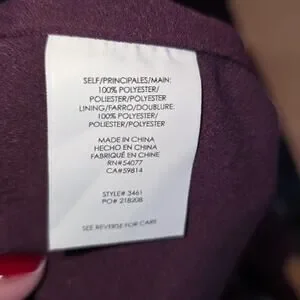 SELF/PRINCIPALES/MAIN:
100% POLYESTER/
POLIESTER/POLYESTER
LINING/FARRO/DOUBLURE:
100% POLYESTER/
POLIESTER/POLYESTER
MADE IN CHINA
HECHO EN CHINA
FABRIQUÉ EN CHINE
RN#54077
CA#59814
STYLE# 3461
PO# 218208
SEE REVERSE FOR CARE